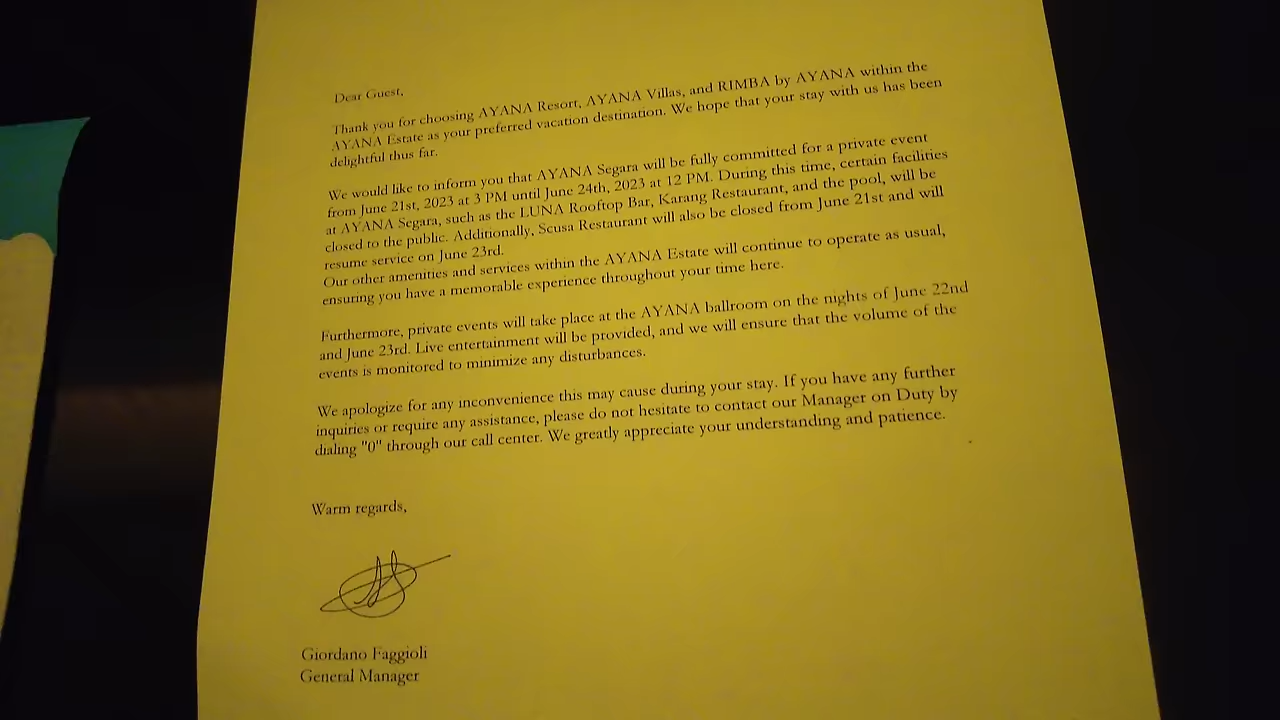 Dear Guest,
Thank you for choosing AYANA Resort, AYANA Villas, and RIMBA by AYANA within the
AYANA Estate as your preferred vacation destination. We hope that your stay with us has been
delightful thus far.
We would like to inform you that AYANA Segara will be fully committed for a private event
from June 21st, 2023 at 3 PM until June 24th, 2023 at 12 PM. During this time, certain facilities
at AYANA Segara, such as the LUNA Rooftop Bar, Karang Restaurant, and the pool, will be
closed to the public. Additionally, Scusa Restaurant will also be closed from June 21st and will
resume service on June 23rd.
Our other amenities and services within the AYANA Estate will continue to operate as usual,
ensuring you have a memorable experience throughout your time here.
Furthermore, private events will take place at the AYANA ballroom on the nights of June 22nd
and June 23rd. Live entertainment will be provided, and we will ensure that the volume of the
events is monitored to minimize any disturbances.
We apologize for any inconvenience this may cause during your stay. If you have any further
inquiries or require any assistance, please do not hesitate to contact our Manager on Duty by
dialing "0" through our call center. We greatly appreciate your understanding and patience.
Warm regards,
Giordano Faggioli
General Manager